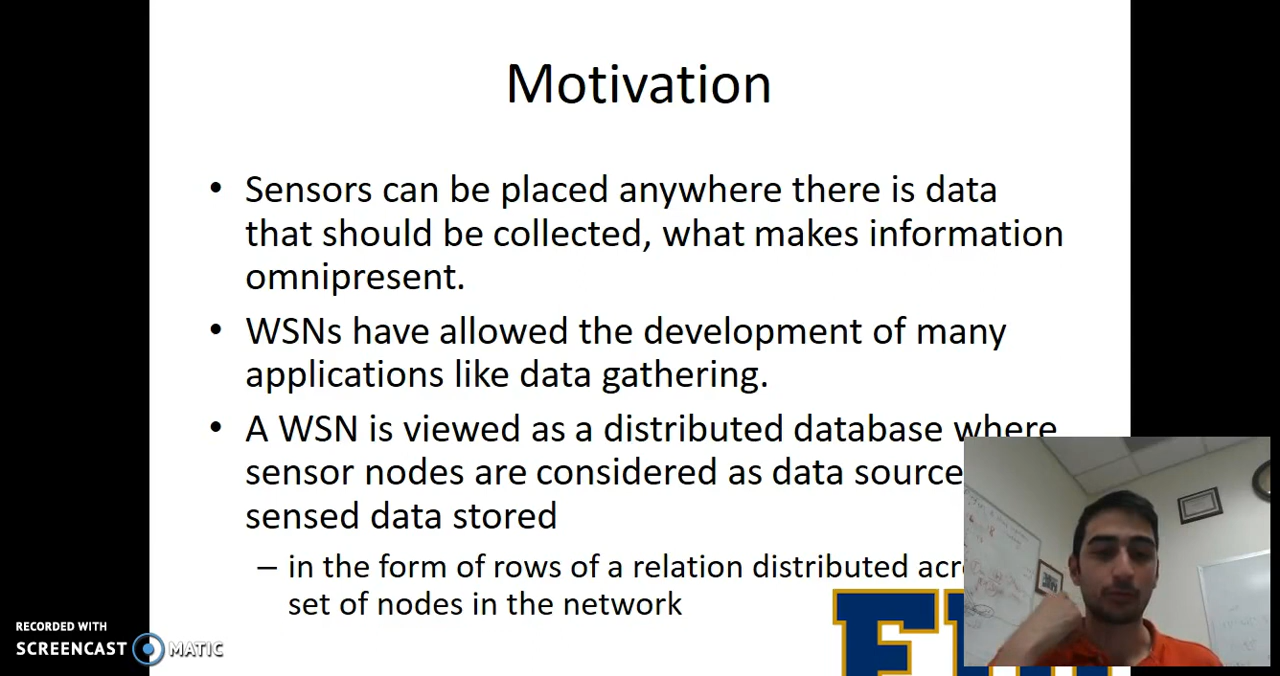 Motivation
• Sensors can be placed anywhere there is data
that should be collected, what makes information
omnipresent.
• WSNs have allowed the development of many
applications like data gathering.
• A WSN is viewed as a distributed database where
sensor nodes are considered as data source
sensed data stored
– in the form of rows of a relation distributed
set of nodes in the network
RECORDED WITH
SCREENCAST MATIC